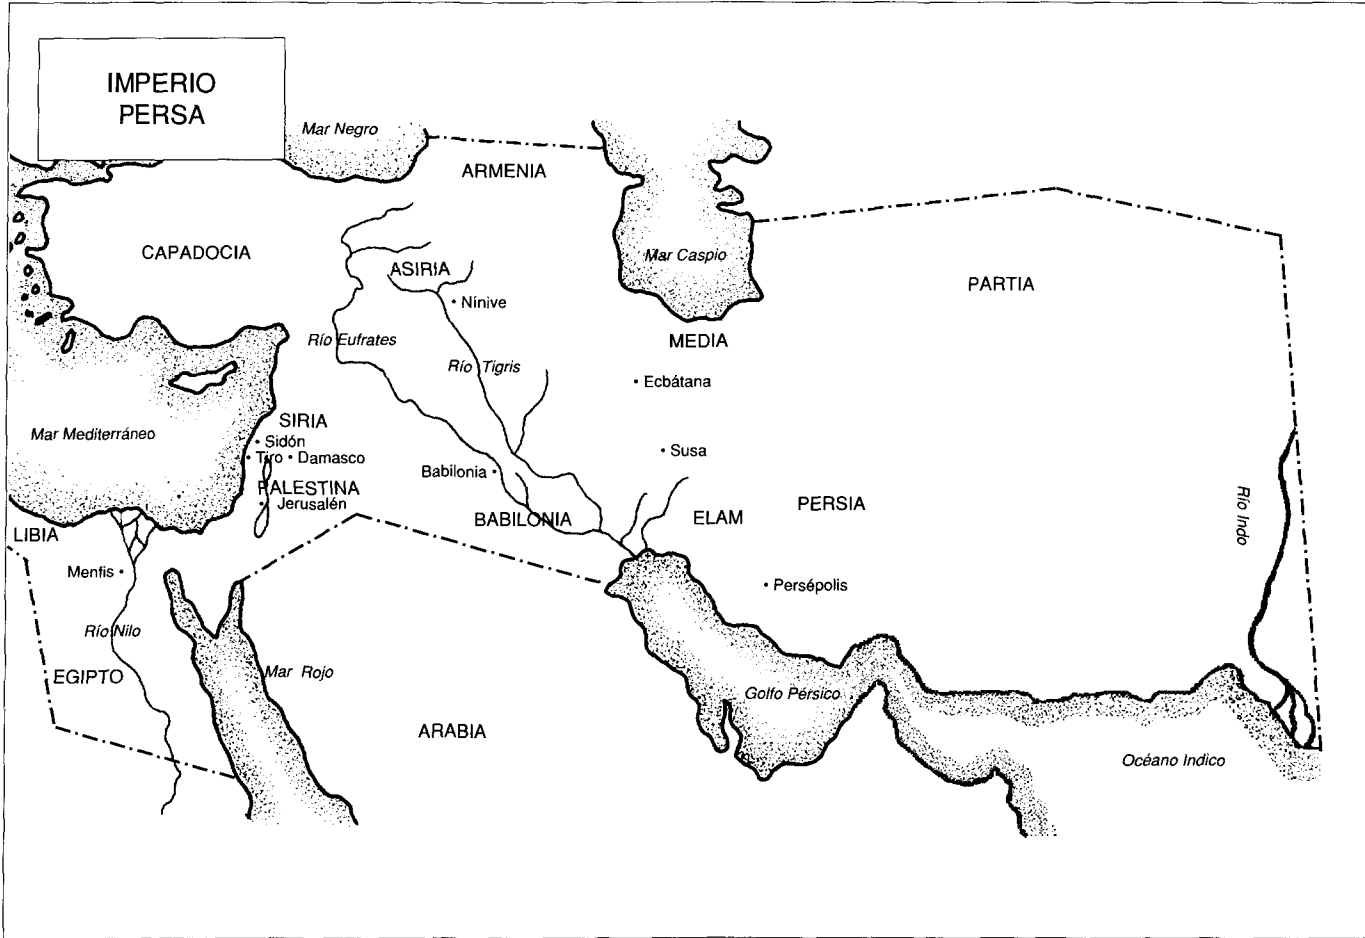 IMPERIO
PERSA
Mar Negro
ARMENIA
CAPADOCIA
ASIRIA
Mar Caspio
PARTIA
Nínive
Río Eufrates
MEDIA
Río Tigris
Ecbátana
SIRIA
Mar Mediterráneo
Sidón
Tiro
Damasco
Susa
Babilonia
PALESTINA
Jerusalén
PERSIA
Río Indo
BABILONIA
ELAM
LIBIA
Menfis
Persépolis
Río Nilo
EGIPTO
Mar Rojo
Golfo Pérsico
ARABIA
Océano Indico